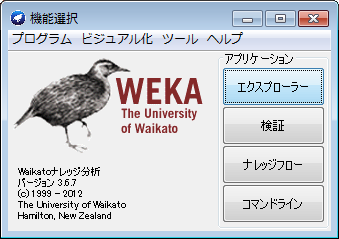 機能選択
プログラム ビジュアル化 ツール ヘルプ
WEKA
The University
of Waikato
Waikatoナレッジ分析
バージョン 3.6.7
(c) 1999 - 2012
The University of Waikato
Hamilton, New Zealand
アプリケーション
エクスプローラー
検証
ナレッジフロー
コマンドライン